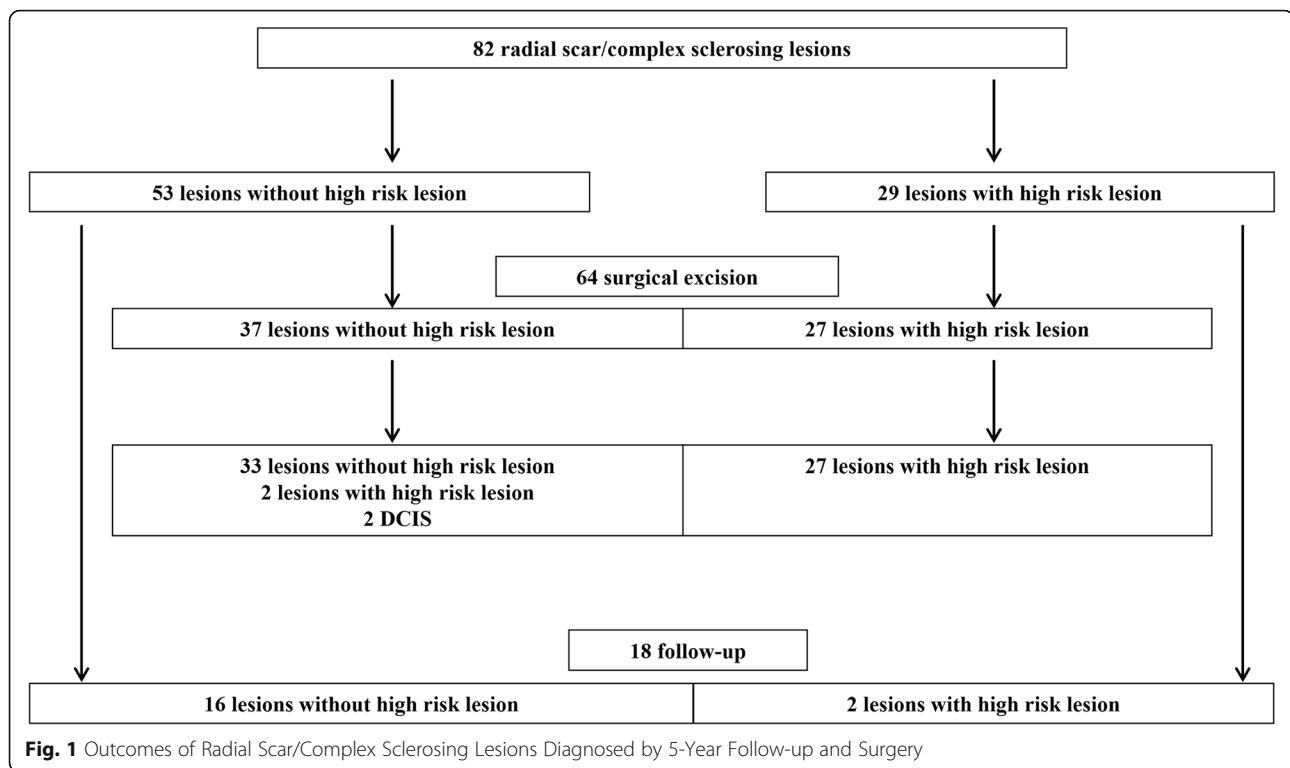 82 radial scar/complex sclerosing lesions
53 lesions without high risk lesion
29 lesions with high risk lesion
64 surgical excision
37 lesions without high risk lesion
27 lesions with high risk lesion
33 lesions without high risk lesion
2 lesions with high risk lesion
2 DCIS
27 lesions with high risk lesion
18 follow-up
16 lesions without high risk lesion
2 lesions with high risk lesion
Fig. 1 Outcomes of Radial Scar/Complex Sclerosing Lesions Diagnosed by 5-Year Follow-up and Surgery